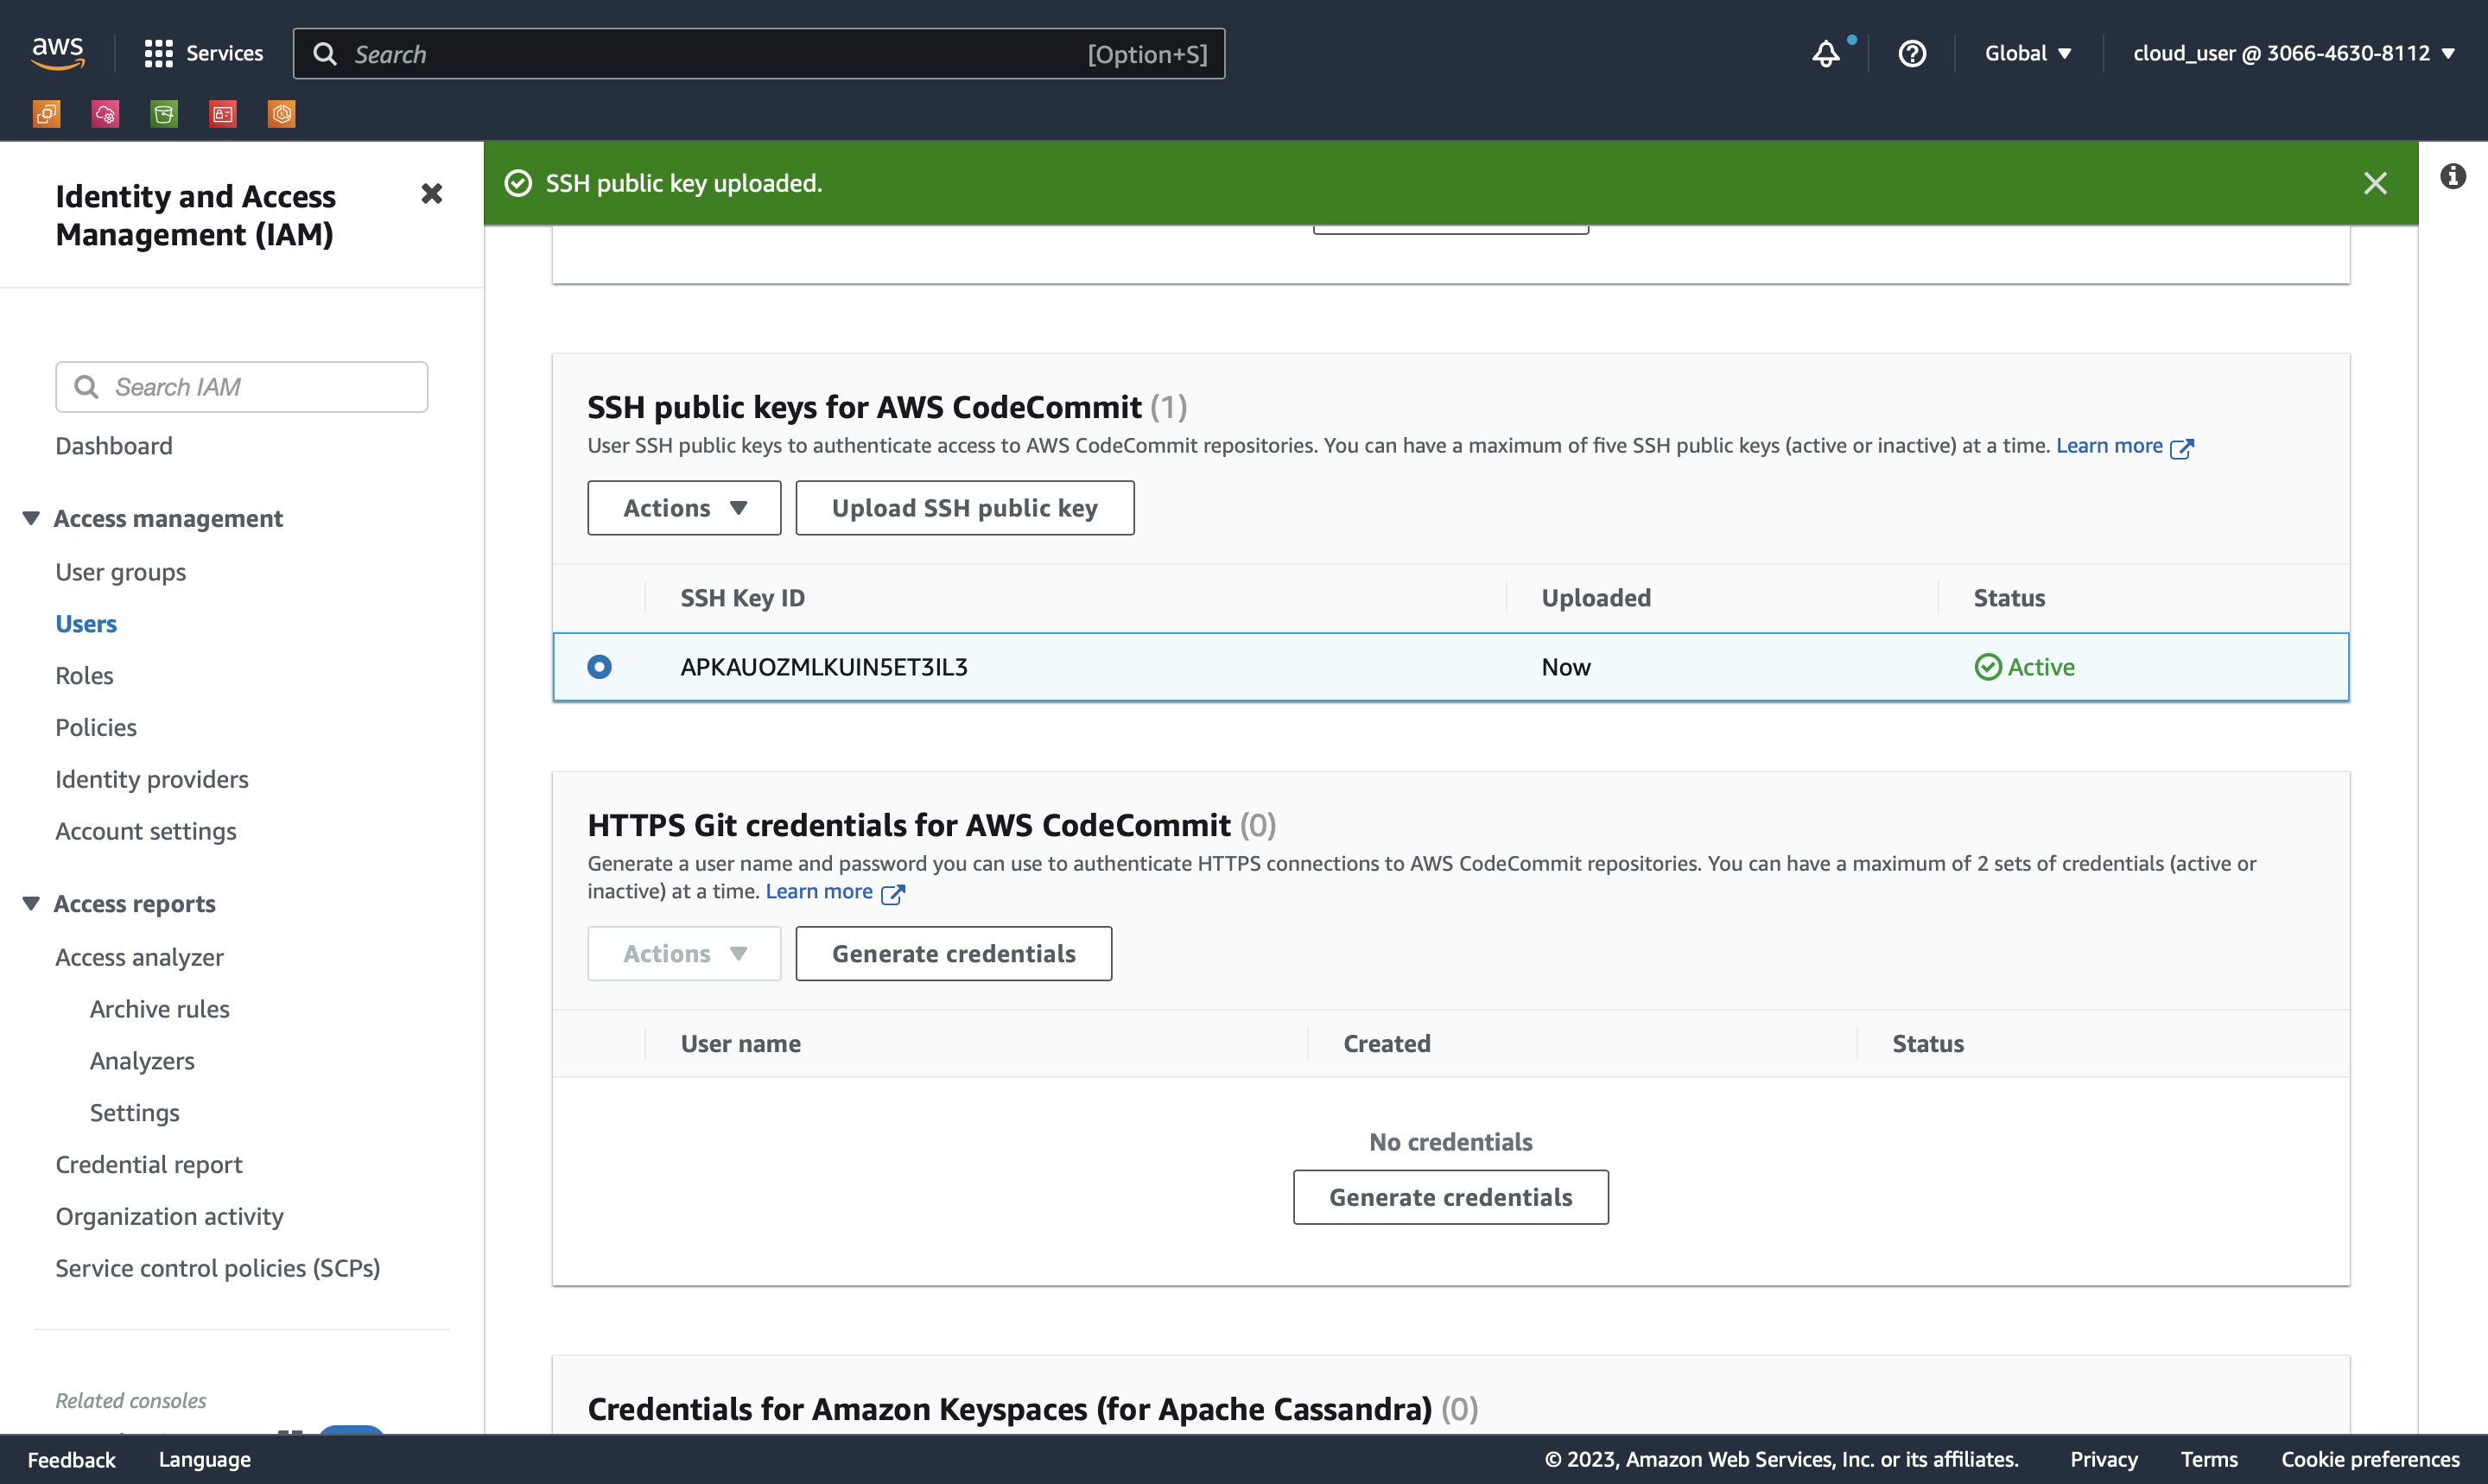 aws
Services
Search
[Option+S]
Global
cloud_user @ 3066-4630-8112
Identity and Access
Management (IAM)
Search IAM
Dashboard
Access management
User groups
Users
Roles
Policies
Identity providers
Account settings
Access reports
Access analyzer
Archive rules
Analyzers
Settings
Credential report
Organization activity
Service control policies (SCPs)
Related consoles
SSH public key uploaded.
SSH public keys for AWS CodeCommit (1)
User SSH public keys to authenticate access to AWS CodeCommit repositories. You can have a maximum of five SSH public keys (active or inactive) at a time. Learn more
Actions
Upload SSH public key
SSH Key ID Uploaded Status
APKAUOZMLKUIN5ET3IL3 Now Active
HTTPS Git credentials for AWS CodeCommit (0)
Generate a user name and password you can use to authenticate HTTPS connections to AWS CodeCommit repositories. You can have a maximum of 2 sets of credentials (active or
inactive) at a time. Learn more
Actions
Generate credentials
User name Created Status
No credentials
Generate credentials
Credentials for Amazon Keyspaces (for Apache Cassandra) (0)
Feedback
Language
© 2023, Amazon Web Services, Inc. or its affiliates.
Privacy
Terms
Cookie preferences